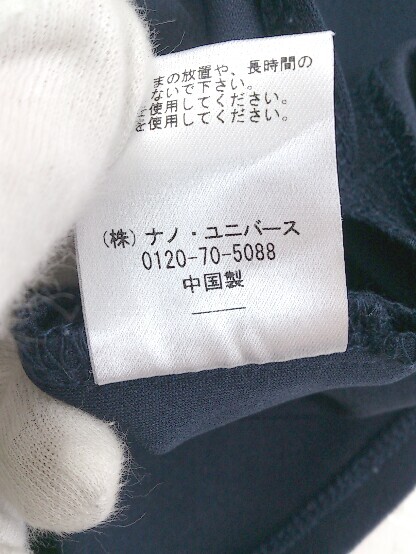 まの放置や、長時間の
ないで下さい。
を使用してください。
を使用してください。
(株)ナノ・ユニバース
0120-70-5088
中国製